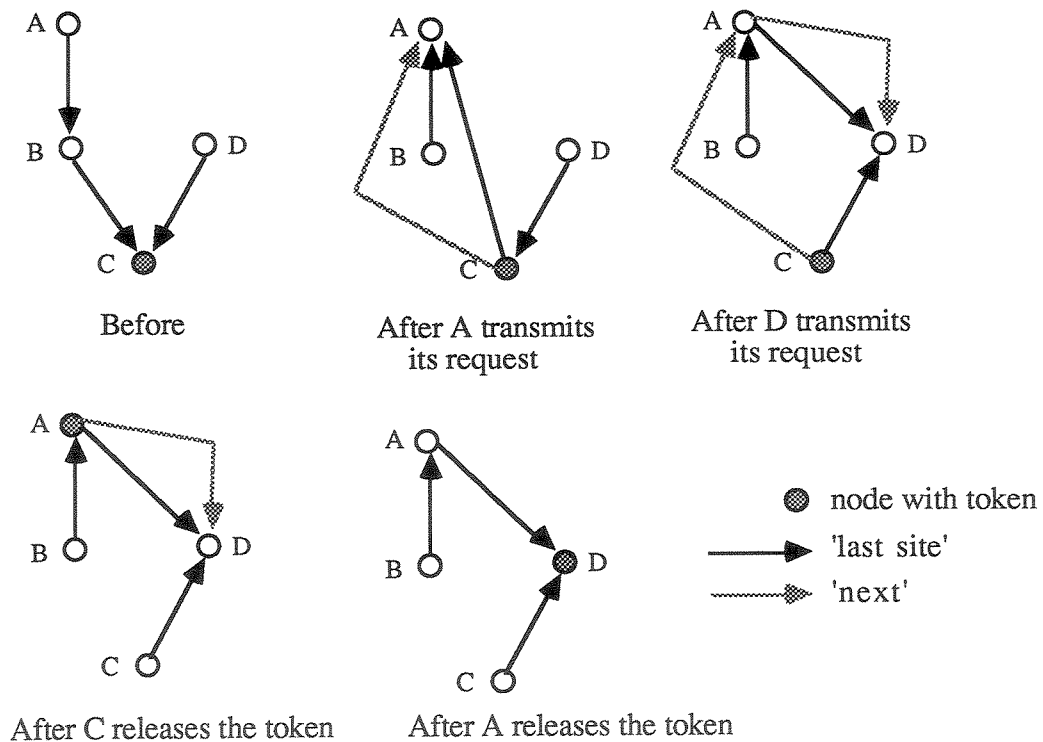 A
B
D
C
Before
A
B
D
C
After A transmits
its request
A
B
D
C
After D transmits
its request
A
B
D
C
After C releases the token
A
B
D
C
After A releases the token
node with token
'last site'
'next'